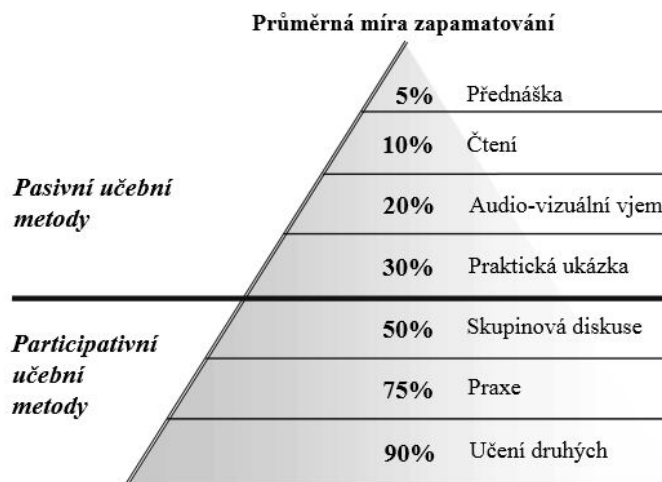 Průměrná míra zapamatování
5% Přednáška
10% Čtení
Pasivní učební
metody
20% Audio-vizuální vjem
30% Praktická ukázka
50% Skupinová diskuse
Participativní
učební
metody
75% Praxe
90% Učení druhých